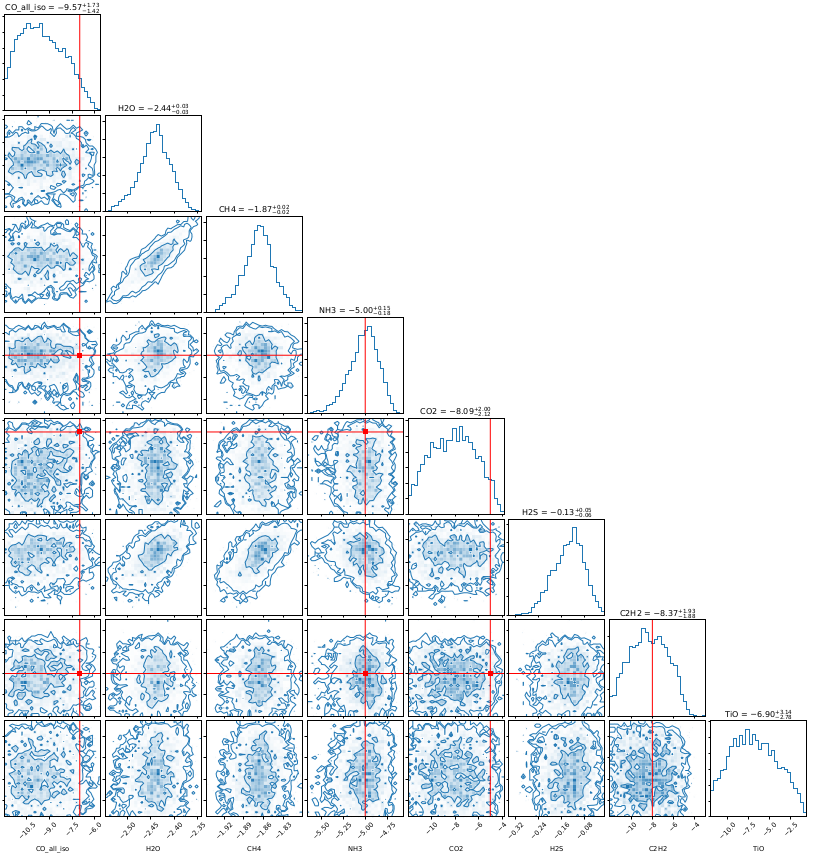 CO_all_iso = −9.57 +1.73 −1.42
H2O = −2.44 +0.03 −0.03
CH4 = −1.87 +0.02 −0.02
NH3 = −5.00 +0.15 −0.18
CO2 = −8.09 +2.00 −2.12
H2S = −0.13 +0.05 −0.06
C2H2 = −8.37 +1.93 −1.88
TiO = −6.90 +3.14 −2.78
−10.5 −9.0 −7.5 −6.0 −2.50 −2.45 −2.40 −2.35 −1.92 −1.89 −1.86 −1.83 −5.50 −5.25 −5.00 −4.75 −10 −8 −6 −4 −0.32 −0.24 −0.16 −0.08 −10 −8 −6 −4 −10.0 −7.5 −5.0 −2.5
CO_all_iso H2O CH4 NH3 CO2 H2S C2H2 TiO